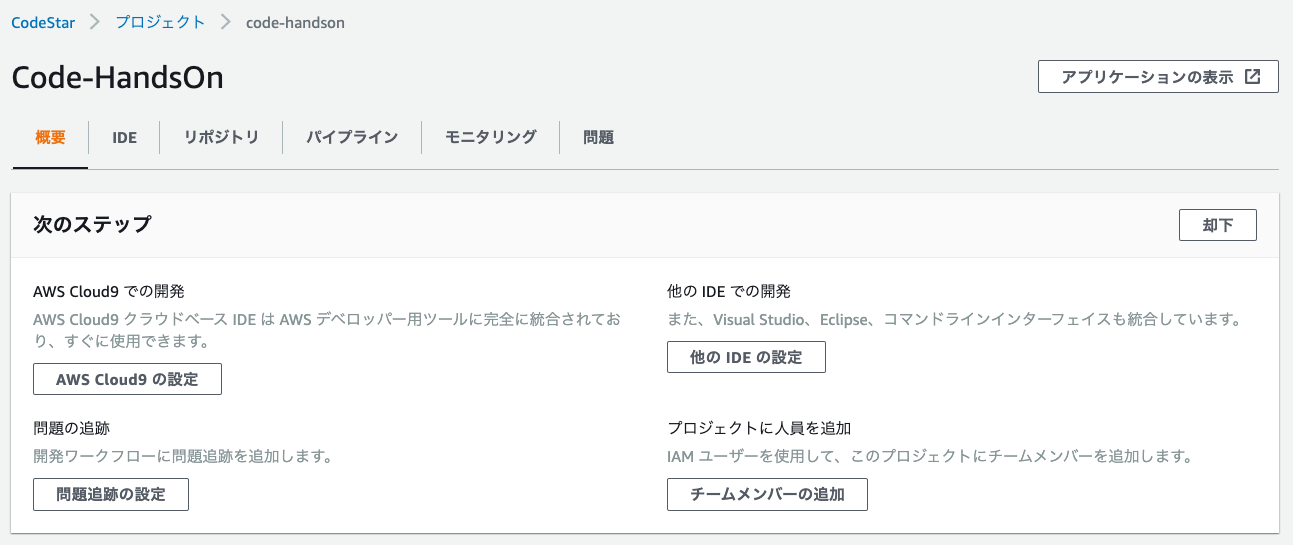 CodeStar > プロジェクト > code-handson
Code-HandsOn
アプリケーションの表示
概要
IDE
リポジトリ
パイプライン
モニタリング
問題
次のステップ
却下
AWS Cloud9 での開発
AWS Cloud9 クラウドベース IDE は AWS デベロッパー用ツールに完全に統合されてお
り、すぐに使用できます。
AWS Cloud9 の設定
他の IDE での開発
また、Visual Studio、Eclipse、コマンドラインインターフェイスも統合しています。
他の IDE の設定
問題の追跡
開発ワークフローに問題追跡を追加します。
問題追跡の設定
プロジェクトに人員を追加
IAM ユーザーを使用して、このプロジェクトにチームメンバーを追加します。
チームメンバーの追加